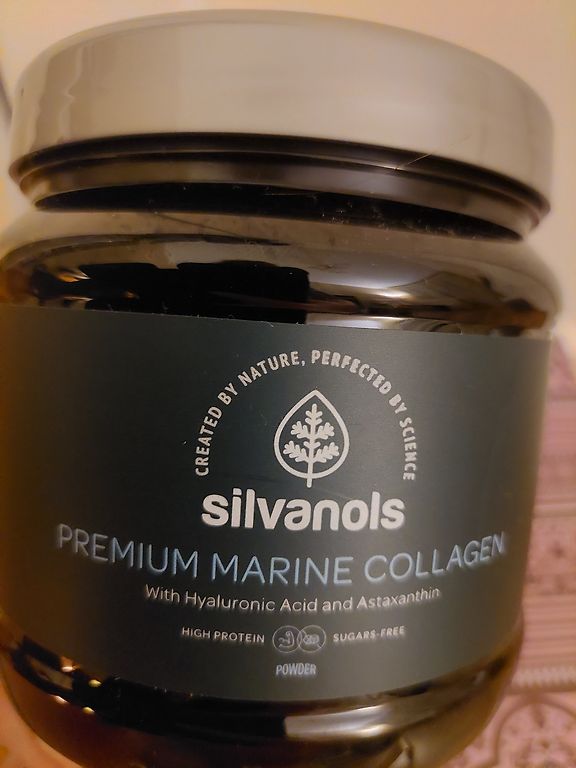 CREATED BY NATURE, PERFECTED BY SCIENCE
silvanols
PREMIUM MARINE COLLAGEN
With Hyaluronic Acid and Astaxanthin
HIGH PROTEIN SUGARS-FREE
POWDER